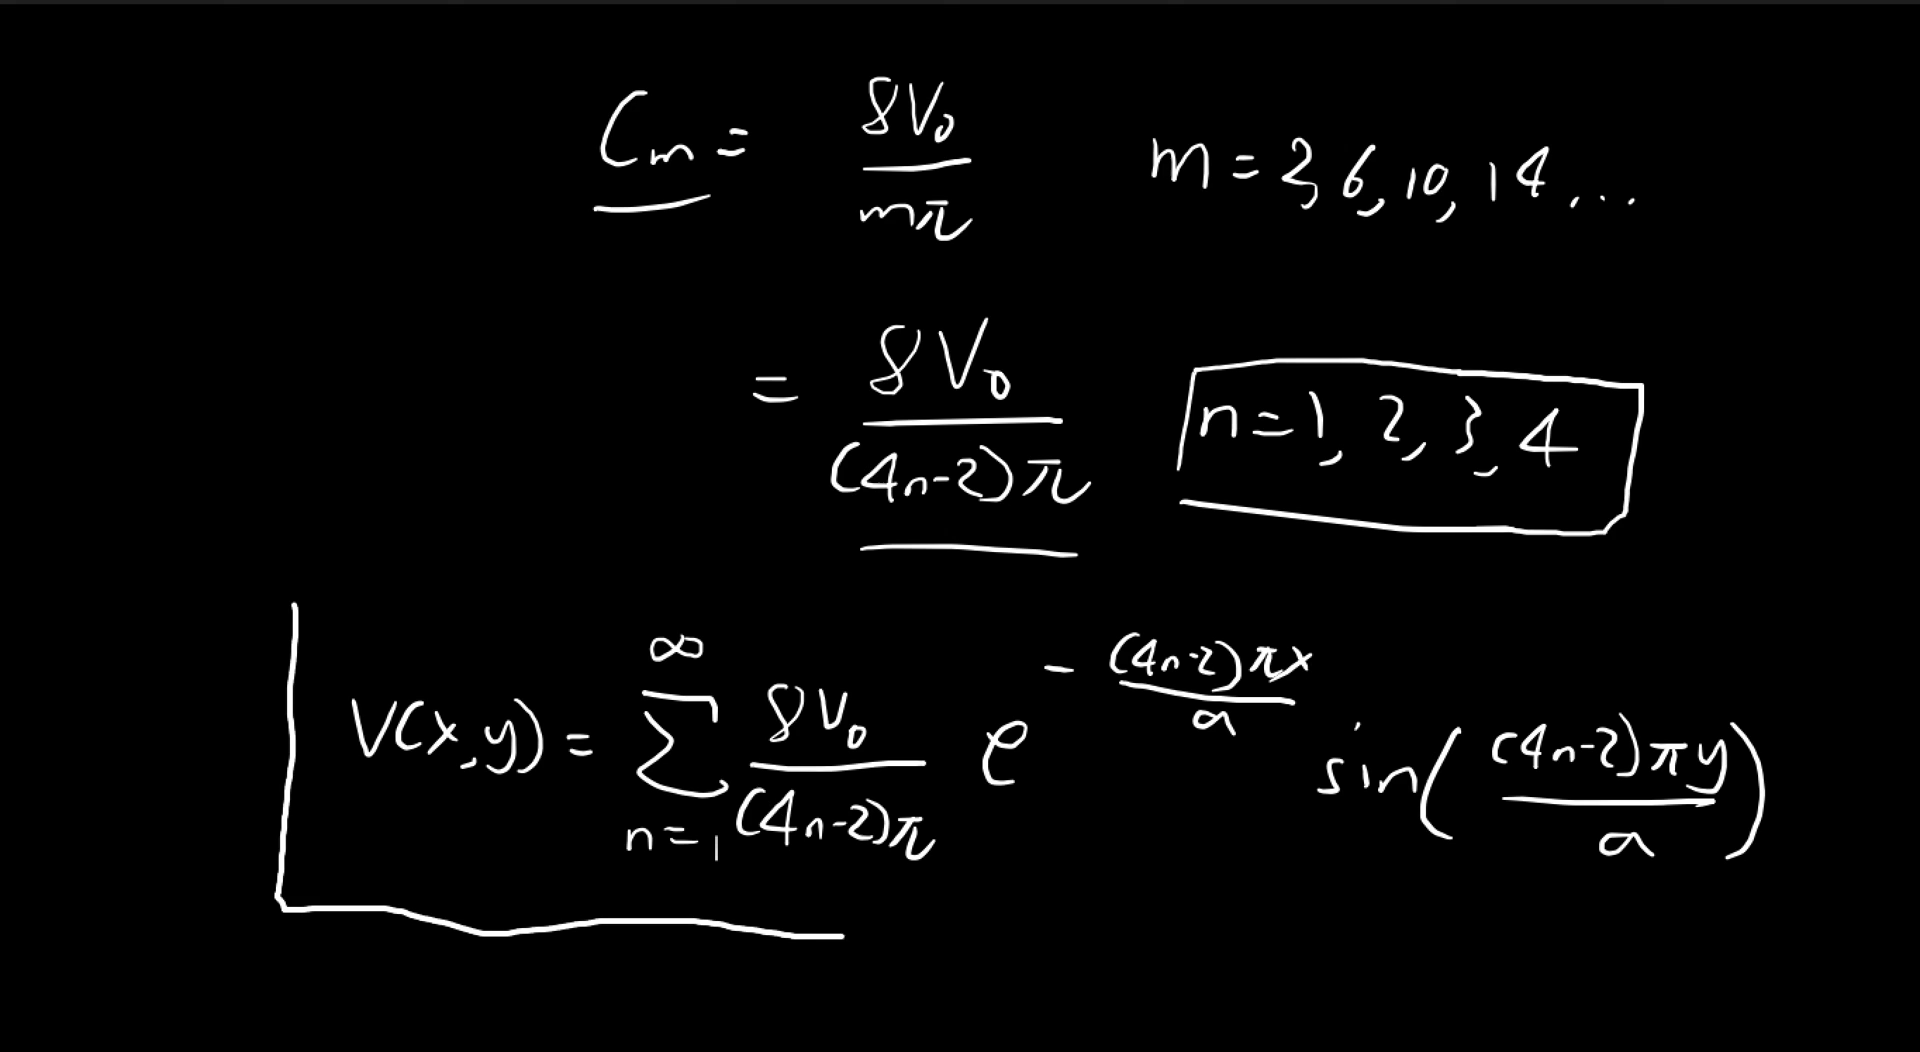 Cm = 8V₀/mπ m = 2, 6, 10, 14, ...
= 8V₀/(4n-2)π n = 1, 2, 3, 4
V(x,y) = ∑_{n=1}^{∞} 8V₀/(4n-2)π e^{-(4n-2)πx/a} sin((4n-2)πy/a)